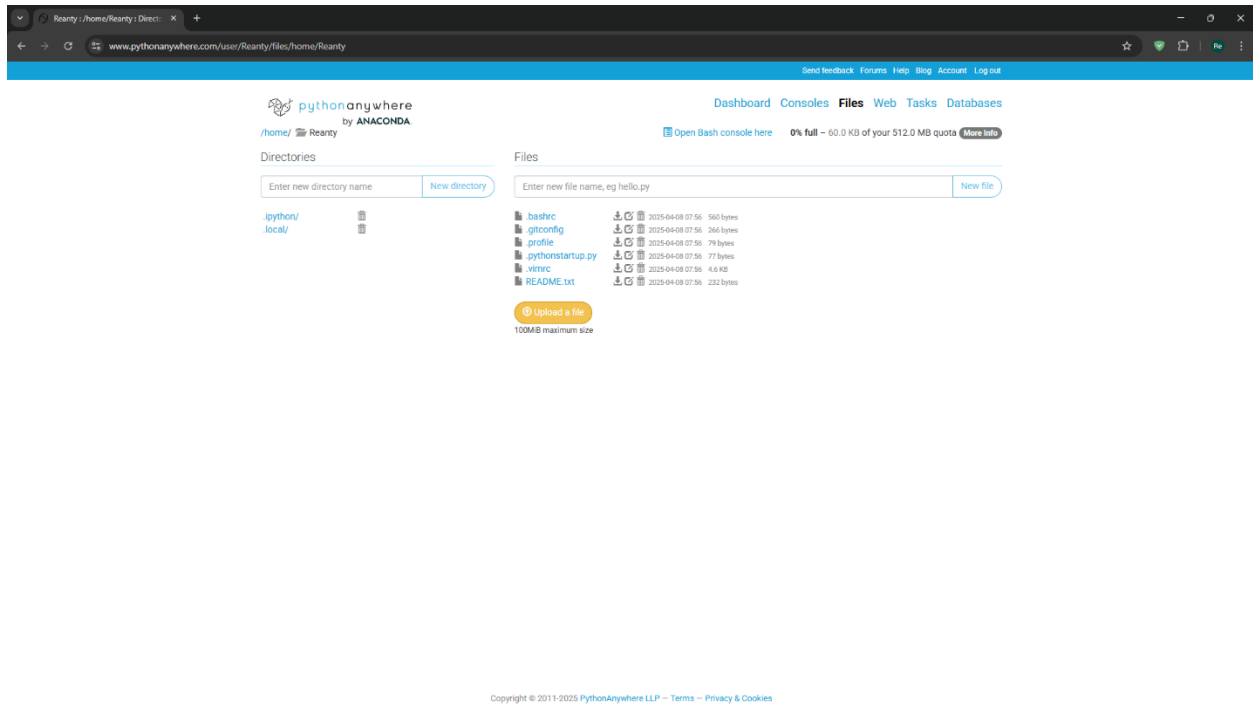 Reanty : /home/Reanty : Direct
www.pythonanywhere.com/user/Reanty/files/home/Reanty
Re
Send feedback Forums Help Blog Account Log out
pythonanywhere
by ANACONDA.
Dashboard Consoles Files Web Tasks Databases
/home/ Reanty
Open Bash console here 0% full – 60.0 KB of your 512.0 MB quota More Info
Directories
Files
Enter new directory name New directory
Enter new file name, eg hello.py New file
.ipython/
.local/
.bashrc 2025-04-08 07:56 560 bytes
.gitconfig 2025-04-08 07:56 266 bytes
.profile 2025-04-08 07:56 79 bytes
.pythonstartup.py 2025-04-08 07:56 77 bytes
.vimrc 2025-04-08 07:56 4.6 KB
README.txt 2025-04-08 07:56 232 bytes
Upload a file
100MiB maximum size
Copyright © 2011-2025 PythonAnywhere LLP — Terms — Privacy & Cookies